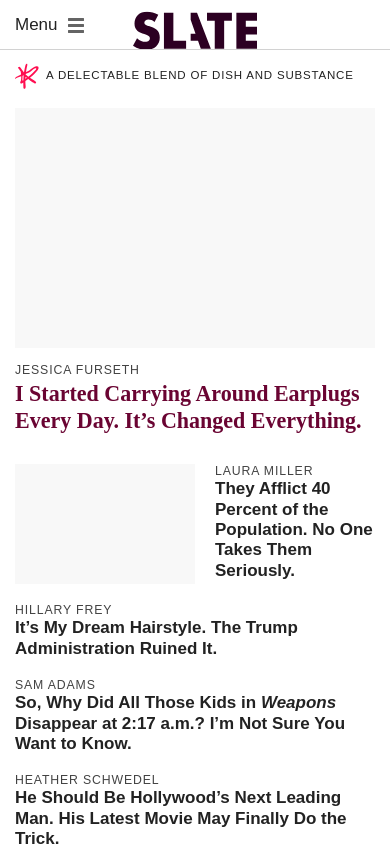 Menu
SLATE
A DELECTABLE BLEND OF DISH AND SUBSTANCE
JESSICA FURSETH
I Started Carrying Around Earplugs
Every Day. It’s Changed Everything.
LAURA MILLER
They Afflict 40
Percent of the
Population. No One
Takes Them
Seriously.
HILLARY FREY
It’s My Dream Hairstyle. The Trump
Administration Ruined It.
SAM ADAMS
So, Why Did All Those Kids in Weapons
Disappear at 2:17 a.m.? I’m Not Sure You
Want to Know.
HEATHER SCHWEDEL
He Should Be Hollywood’s Next Leading
Man. His Latest Movie May Finally Do the
Trick.